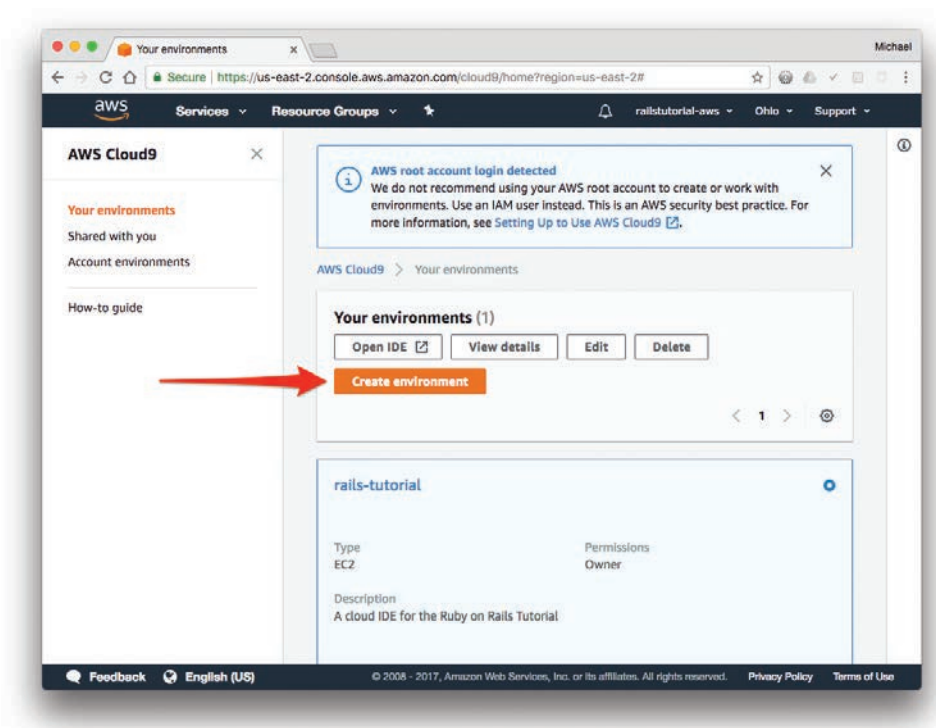 Your environments
Michael
Secure | https://us-east-2.console.aws.amazon.com/cloud9/home?region=us-east-2#
aws Services Resource Groups railstutorial-aws Ohio Support
AWS Cloud9
Your environments
Shared with you
Account environments
How-to guide
AWS root account login detected
We do not recommend using your AWS root account to create or work with
environments. Use an IAM user instead. This is an AWS security best practice. For
more information, see Setting Up to Use AWS Cloud9.
AWS Cloud9 > Your environments
Your environments (1)
Open IDE View details Edit Delete
Create environment
< 1 >
rails-tutorial
Type Permissions
EC2 Owner
Description
A cloud IDE for the Ruby on Rails Tutorial
Feedback English (US) © 2008 - 2017, Amazon Web Services, Inc. or its affiliates. All rights reserved. Privacy Policy Terms of Use